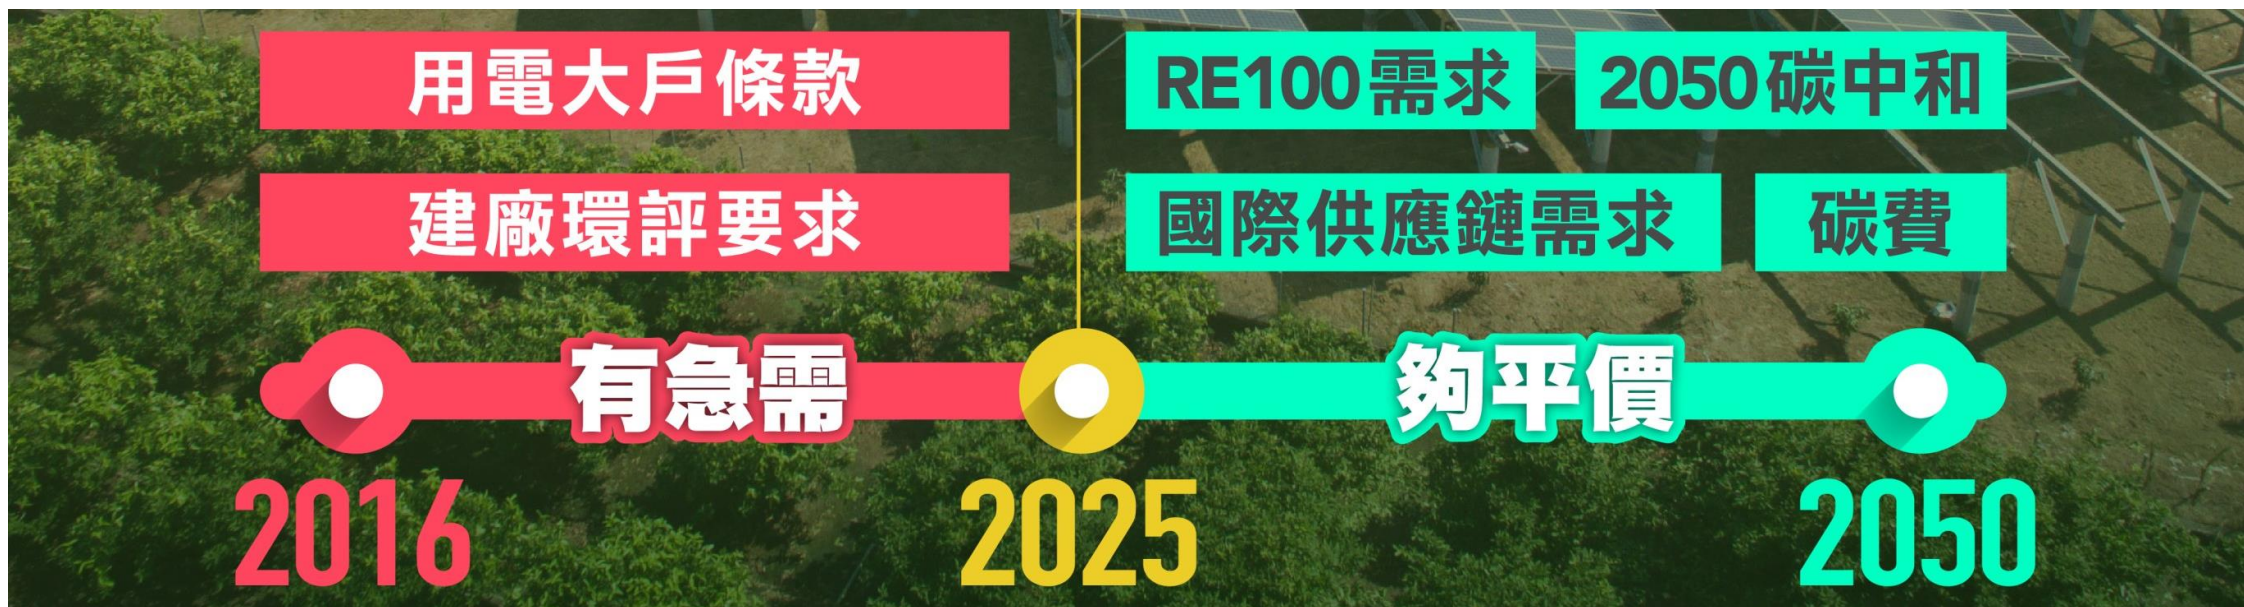 用電大戶條款
建廠環評要求
RE100需求
2050碳中和
國際供應鏈需求
碳費
有急需
夠平價
2016
2025
2050